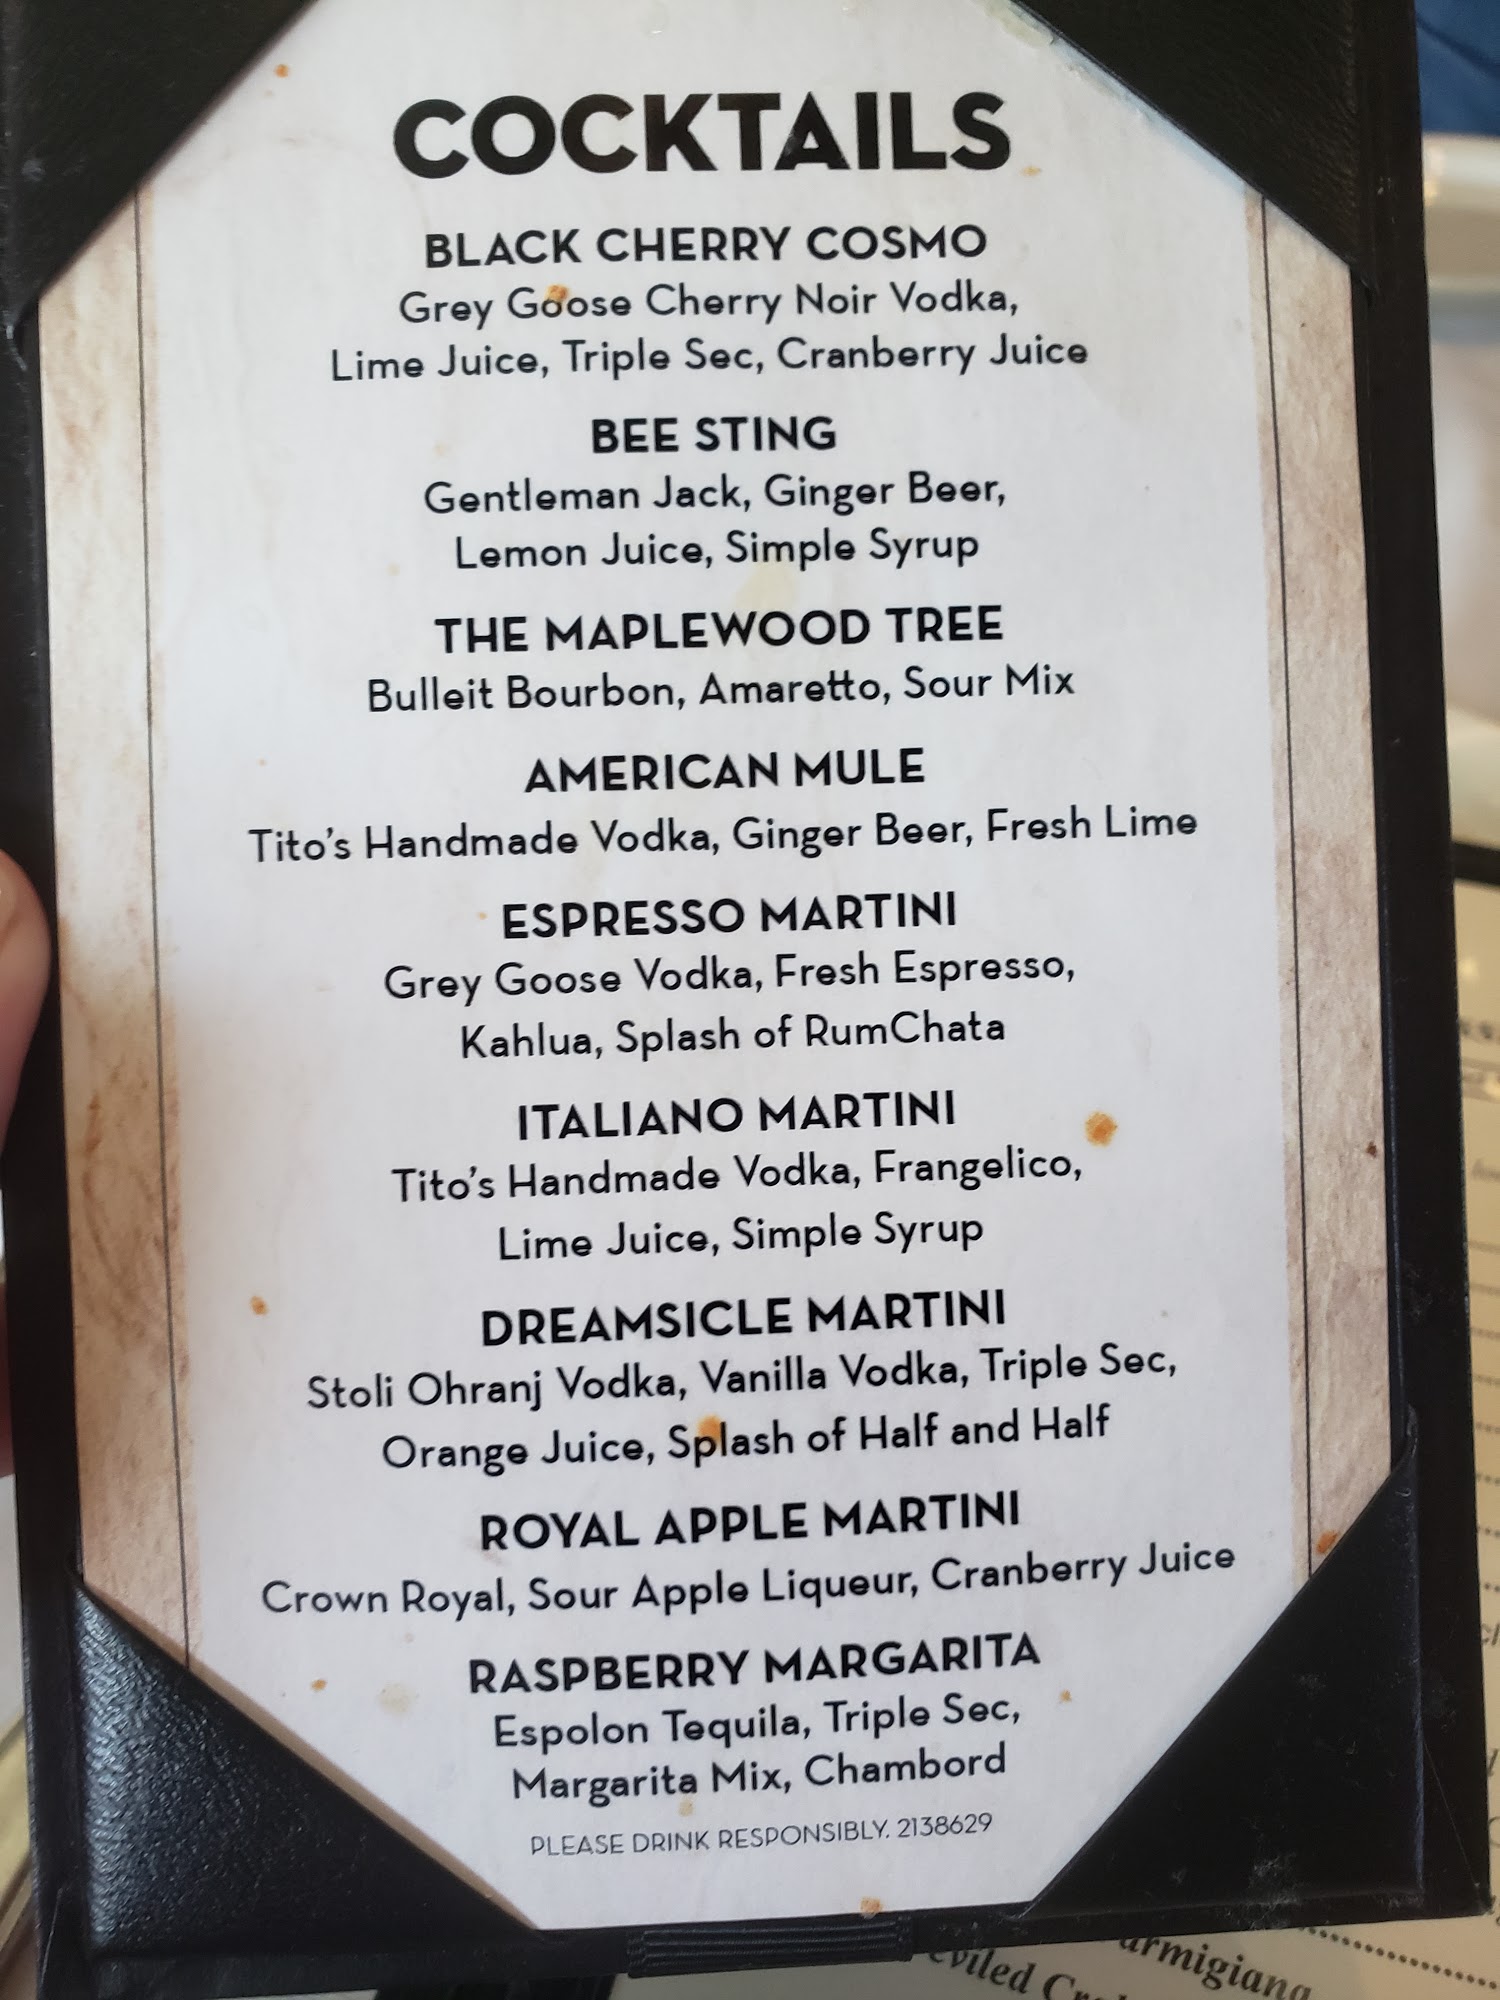 COCKTAILS
BLACK CHERRY COSMO
Grey Goose Cherry Noir Vodka,
Lime Juice, Triple Sec, Cranberry Juice
BEE STING
Gentleman Jack, Ginger Beer,
Lemon Juice, Simple Syrup
THE MAPLEWOOD TREE
Bulleit Bourbon, Amaretto, Sour Mix
AMERICAN MULE
Tito's Handmade Vodka, Ginger Beer, Fresh Lime
ESPRESSO MARTINI
Grey Goose Vodka, Fresh Espresso,
Kahlua, Splash of RumChata
ITALIANO MARTINI
Tito's Handmade Vodka, Frangelico,
Lime Juice, Simple Syrup
DREAMSICLE MARTINI
Stoli Ohranj Vodka, Vanilla Vodka, Triple Sec,
Orange Juice, Splash of Half and Half
ROYAL APPLE MARTINI
Crown Royal, Sour Apple Liqueur, Cranberry Juice
RASPBERRY MARGARITA
Espolon Tequila, Triple Sec,
Margarita Mix, Chambord
PLEASE DRINK RESPONSIBLY. 2138629
armigiana
eviled Cr